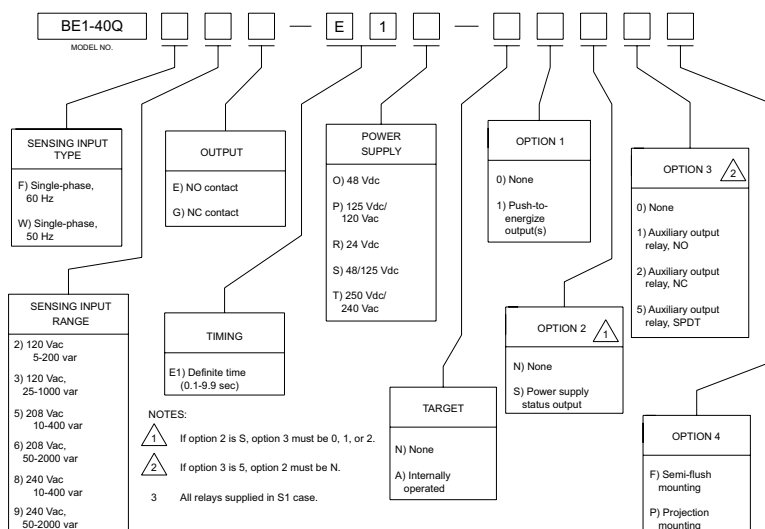 BE1-40Q — E 1 —
MODEL NO.
SENSING INPUT
TYPE
F) Single-phase,
60 Hz
W) Single-phase,
50 Hz
SENSING INPUT
RANGE
2) 120 Vac
5-200 var
3) 120 Vac,
25-1000 var
5) 208 Vac
10-400 var
6) 208 Vac,
50-2000 var
8) 240 Vac
10-400 var
9) 240 Vac,
50-2000 var
OUTPUT
E) NO contact
G) NC contact
TIMING
E1) Definite time
(0.1-9.9 sec)
POWER
SUPPLY
O) 48 Vdc
P) 125 Vdc/
120 Vac
R) 24 Vdc
S) 48/125 Vdc
T) 250 Vdc/
240 Vac
TARGET
N) None
A) Internally
operated
OPTION 1
0) None
1) Push-to-
energize
output(s)
OPTION 2 1
N) None
S) Power supply
status output
OPTION 3 2
0) None
1) Auxiliary output
relay, NO
2) Auxiliary output
relay, NC
5) Auxiliary output
relay, SPDT
OPTION 4
F) Semi-flush
mounting
P) Projection
mounting
NOTES:
1 If option 2 is S, option 3 must be 0, 1, or 2.
2 If option 3 is 5, option 2 must be N.
3 All relays supplied in S1 case.